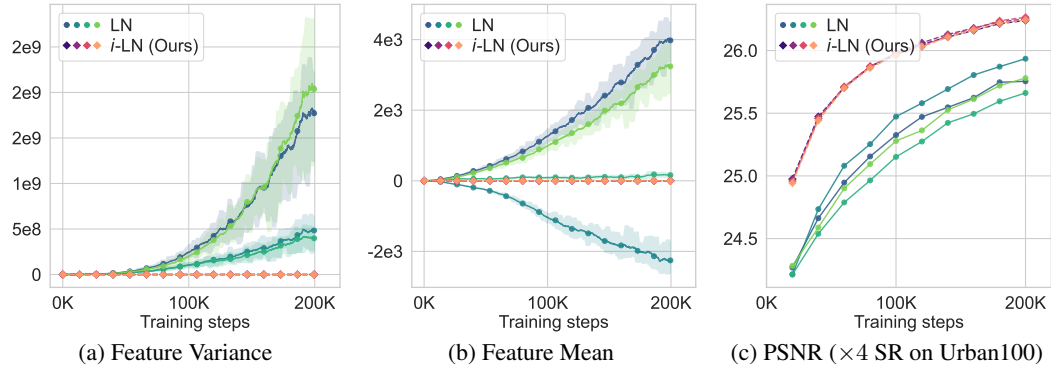 LN
i-LN (Ours)
2e9
2e9
2e9
1e9
5e8
0
0K 100K 200K
Training steps
(a) Feature Variance
LN
i-LN (Ours)
4e3
2e3
0
-2e3
0K 100K 200K
Training steps
(b) Feature Mean
LN
i-LN (Ours)
26.0
25.5
25.0
24.5
0K 100K 200K
Training steps
(c) PSNR (×4 SR on Urban100)